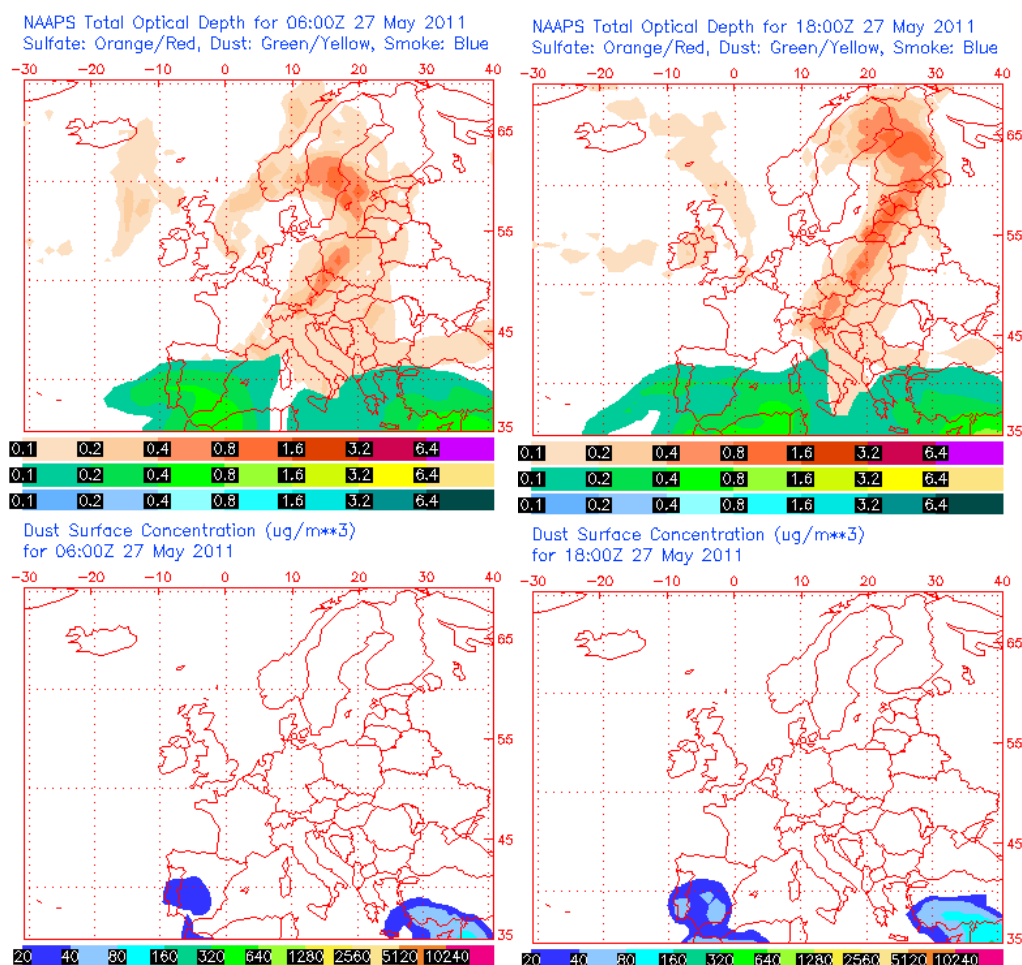 NAAPS Total Optical Depth for 06:00Z 27 May 2011
Sulfate: Orange/Red, Dust: Green/Yellow, Smoke: Blue
-30 -20 -10 0 10 20 30 40
65
55
45
35
0.1 0.2 0.4 0.8 1.6 3.2 6.4
0.1 0.2 0.4 0.8 1.6 3.2 6.4
0.1 0.2 0.4 0.8 1.6 3.2 6.4
NAAPS Total Optical Depth for 18:00Z 27 May 2011
Sulfate: Orange/Red, Dust: Green/Yellow, Smoke: Blue
-30 -20 -10 0 10 20 30 40
65
55
45
35
0.1 0.2 0.4 0.8 1.6 3.2 6.4
0.1 0.2 0.4 0.8 1.6 3.2 6.4
0.1 0.2 0.4 0.8 1.6 3.2 6.4
Dust Surface Concentration (ug/m**3)
for 06:00Z 27 May 2011
-30 -20 -10 0 10 20 30 40
65
55
45
35
20 40 80 160 320 640 1280 2560 5120 10240
Dust Surface Concentration (ug/m**3)
for 18:00Z 27 May 2011
-30 -20 -10 0 10 20 30 40
65
55
45
35
20 40 80 160 320 640 1280 2560 5120 10240